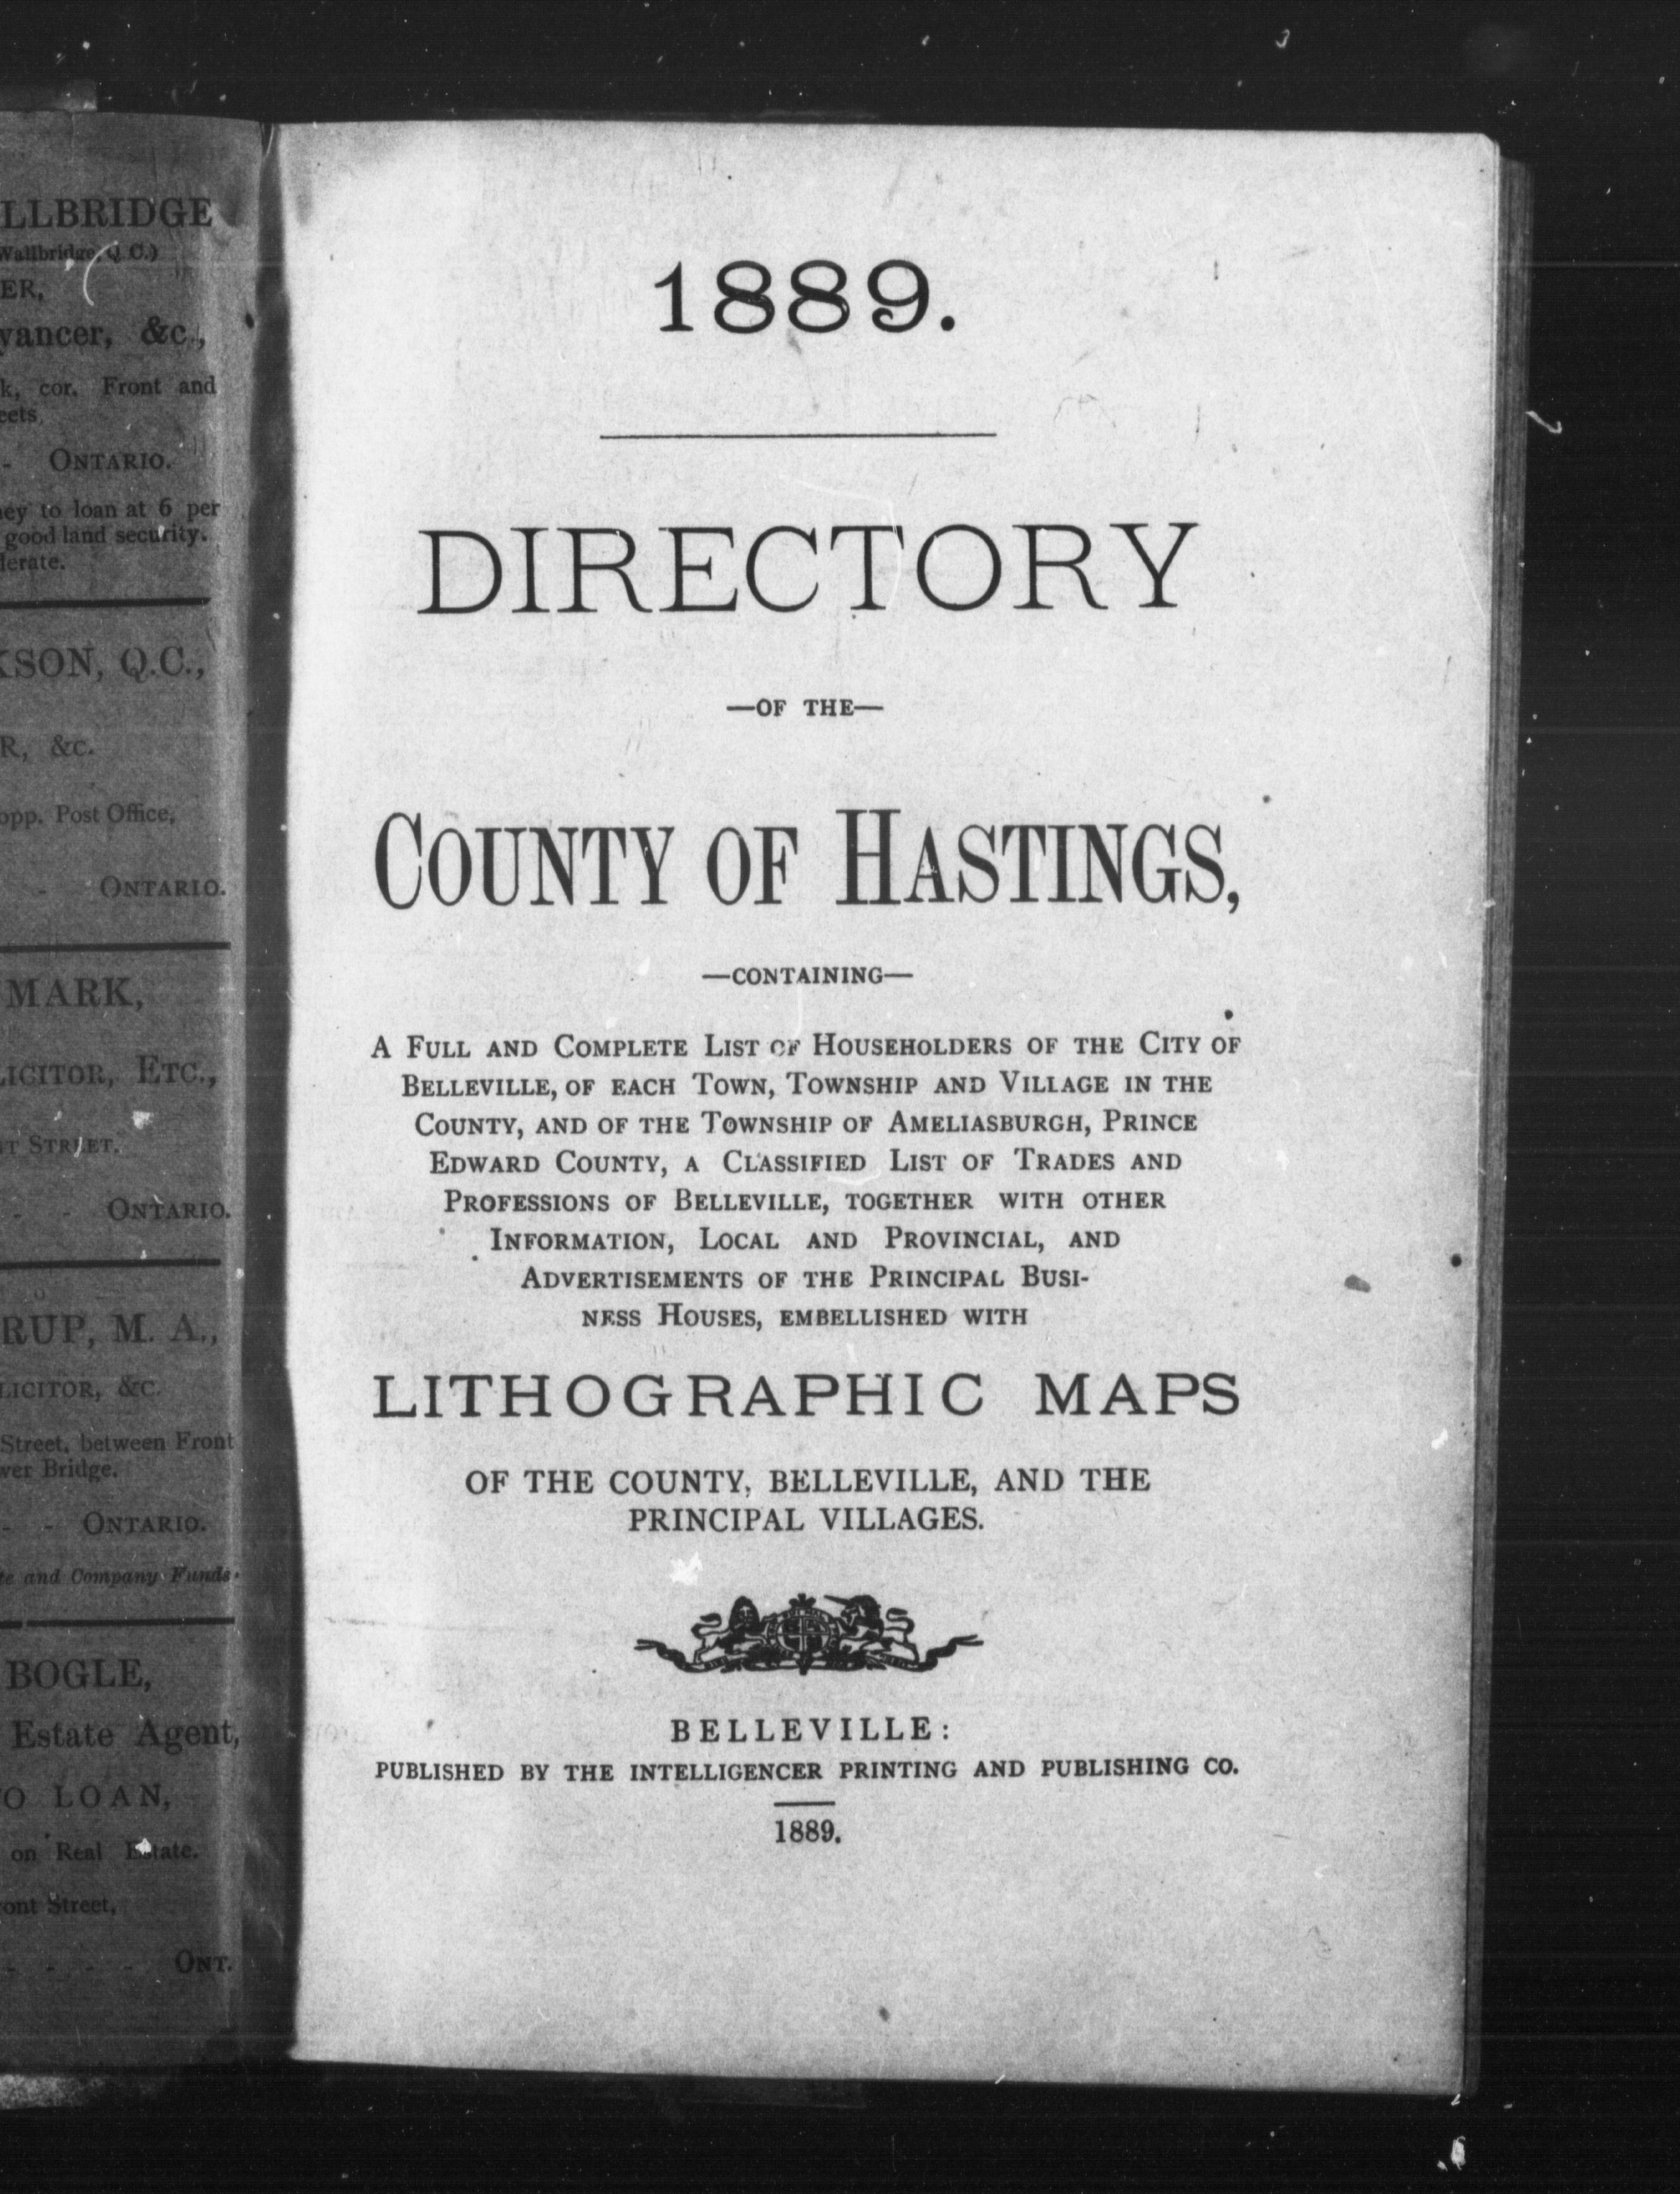 LLBRIDGE
Wallbridge, Q.C.)
ER,
yancer, &c.,
k, cor. Front and
eets,
- ONTARIO.
ney to loan at 6 per
good land security.
derate.
KSON, Q.C.,
R, &c.
opp. Post Office,
- ONTARIO.
MARK,
LICITOR, ETC.,
NT STREET.
- - ONTARIO.
RUP, M. A.,
LICITOR, &C.
Street, between Front
wer Bridge.
- - ONTARIO.
te and Company Funds.
BOGLE,
Estate Agent,
O LOAN,
on Real Estate.
ront Street,
- - - - ONT.
1889.
DIRECTORY
—OF THE—
COUNTY OF HASTINGS,
—CONTAINING—
A FULL AND COMPLETE LIST OF HOUSEHOLDERS OF THE CITY OF
BELLEVILLE, OF EACH TOWN, TOWNSHIP AND VILLAGE IN THE
COUNTY, AND OF THE TOWNSHIP OF AMELIASBURGH, PRINCE
EDWARD COUNTY, A CLASSIFIED LIST OF TRADES AND
PROFESSIONS OF BELLEVILLE, TOGETHER WITH OTHER
INFORMATION, LOCAL AND PROVINCIAL, AND
ADVERTISEMENTS OF THE PRINCIPAL BUSI-
NESS HOUSES, EMBELLISHED WITH
LITHOGRAPHIC MAPS
OF THE COUNTY, BELLEVILLE, AND THE
PRINCIPAL VILLAGES.
BELLEVILLE:
PUBLISHED BY THE INTELLIGENCER PRINTING AND PUBLISHING CO.
1889.